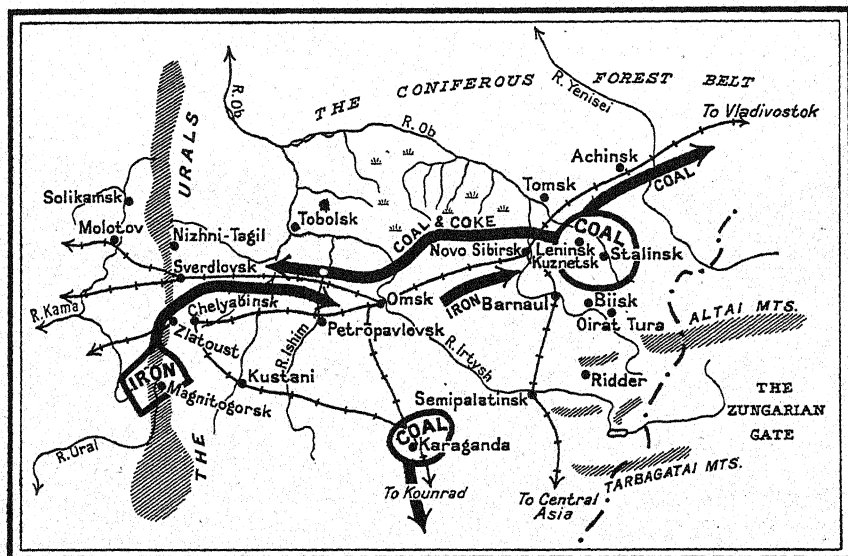 THE CONIFEROUS FOREST BELT
R. Ob
R. Ob
R. Yenisei
To Vladivostok
URALS
Achinsk
COAL
Solikamsk
Tomsk
Molotov
Tobolsk
COAL & COKE
COAL
Nizhni-Tagil
Novo Sibirsk
Leninsk
Kuznetsk
Stalinsk
Sverdlovsk
IRON
R. Kama
Chelyabinsk
Omsk
Barnaul
Biisk
Oirat Tura
ALTAI MTS.
Zlatoust
R. Ishim
Petropavlovsk
R. Irtysh
IRON
Magnitogorsk
Kustani
Ridder
Semipalatinsk
THE
ZUNGARIAN
GATE
COAL
Karaganda
R. Ural
THE
To Kounrad
To Central
Asia
TARBAGATAI MTS.